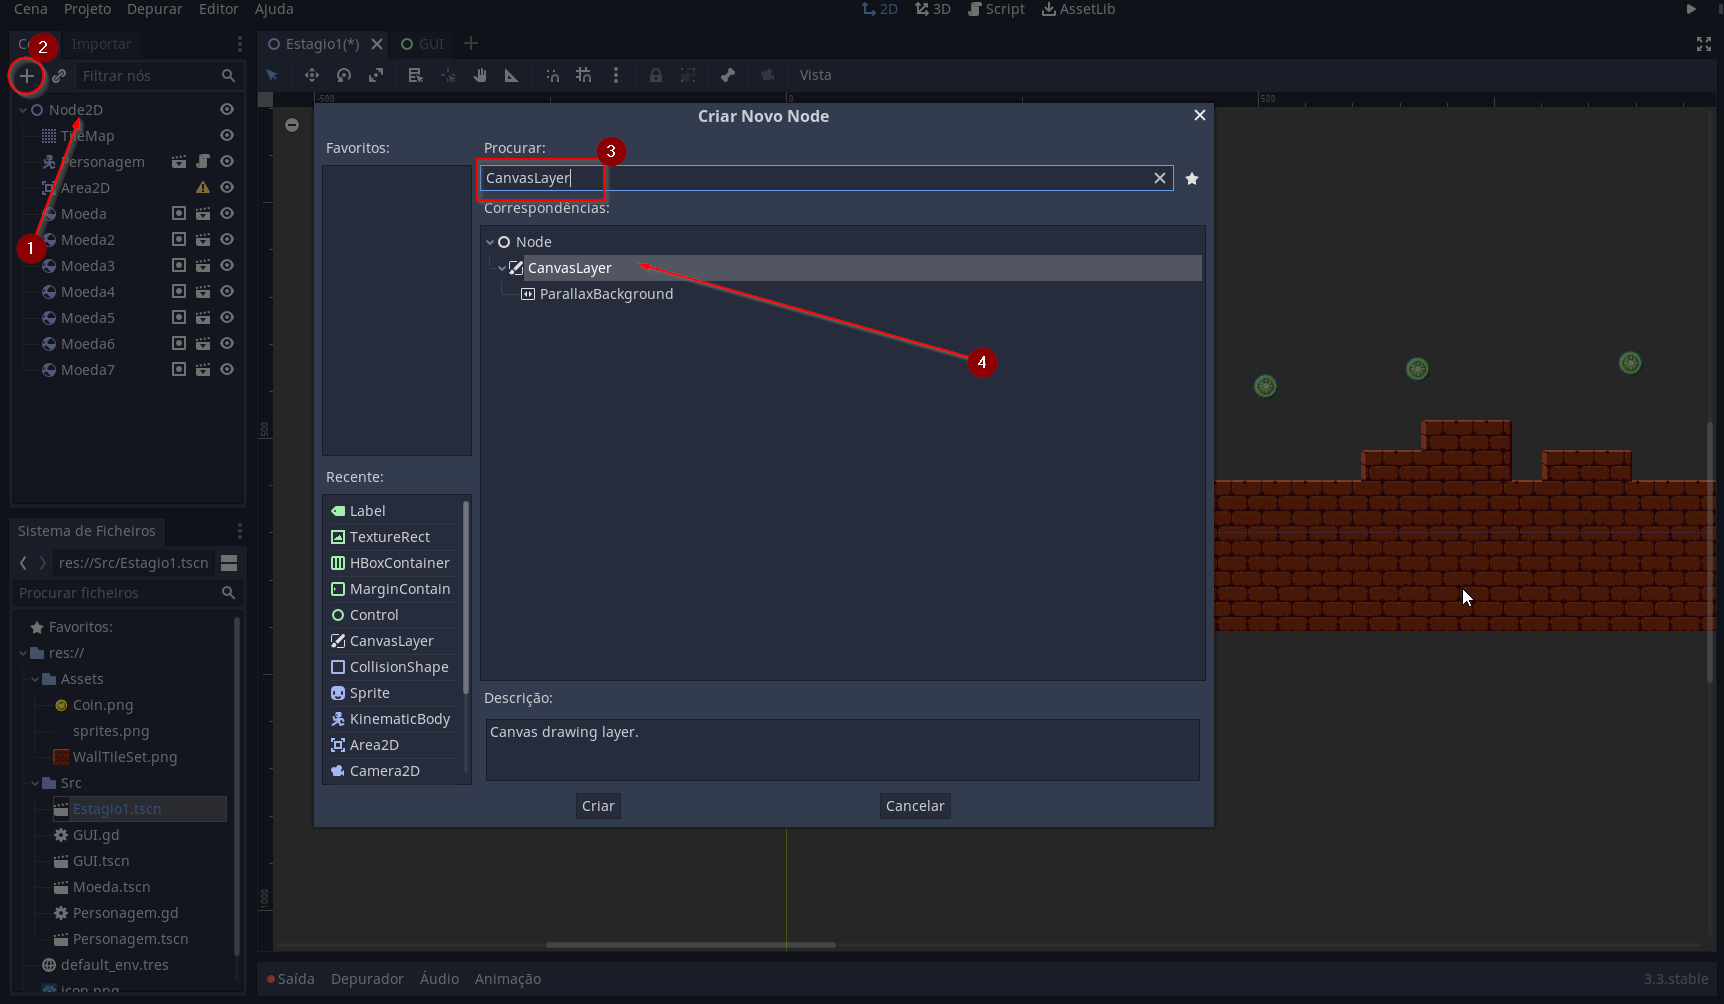 Cena Projeto Depurar Editor Ajuda
2D 3D Script AssetLib
2
Importar
Estagio1(*) GUI
Filtrar nós
Vista
Node2D
TileMap
Personagem
Area2D
Moeda
Moeda2
Moeda3
Moeda4
Moeda5
Moeda6
Moeda7
1
-500 0 500
500
1000
Criar Novo Node
Favoritos:
Procurar:
3
CanvasLayer
Correspondências:
Node
CanvasLayer
ParallaxBackground
4
Recente:
Label
TextureRect
HBoxContainer
MarginContain
Control
CanvasLayer
CollisionShape
Sprite
KinematicBody
Area2D
Camera2D
Descrição:
Canvas drawing layer.
Criar Cancelar
Sistema de Ficheiros
res://Src/Estagio1.tscn
Procurar ficheiros
Favoritos:
res://
Assets
Coin.png
sprites.png
WallTileSet.png
Src
Estagio1.tscn
GUI.gd
GUI.tscn
Moeda.tscn
Personagem.gd
Personagem.tscn
default_env.tres
icon.png
Saída Depurador Áudio Animação
3.3.stable